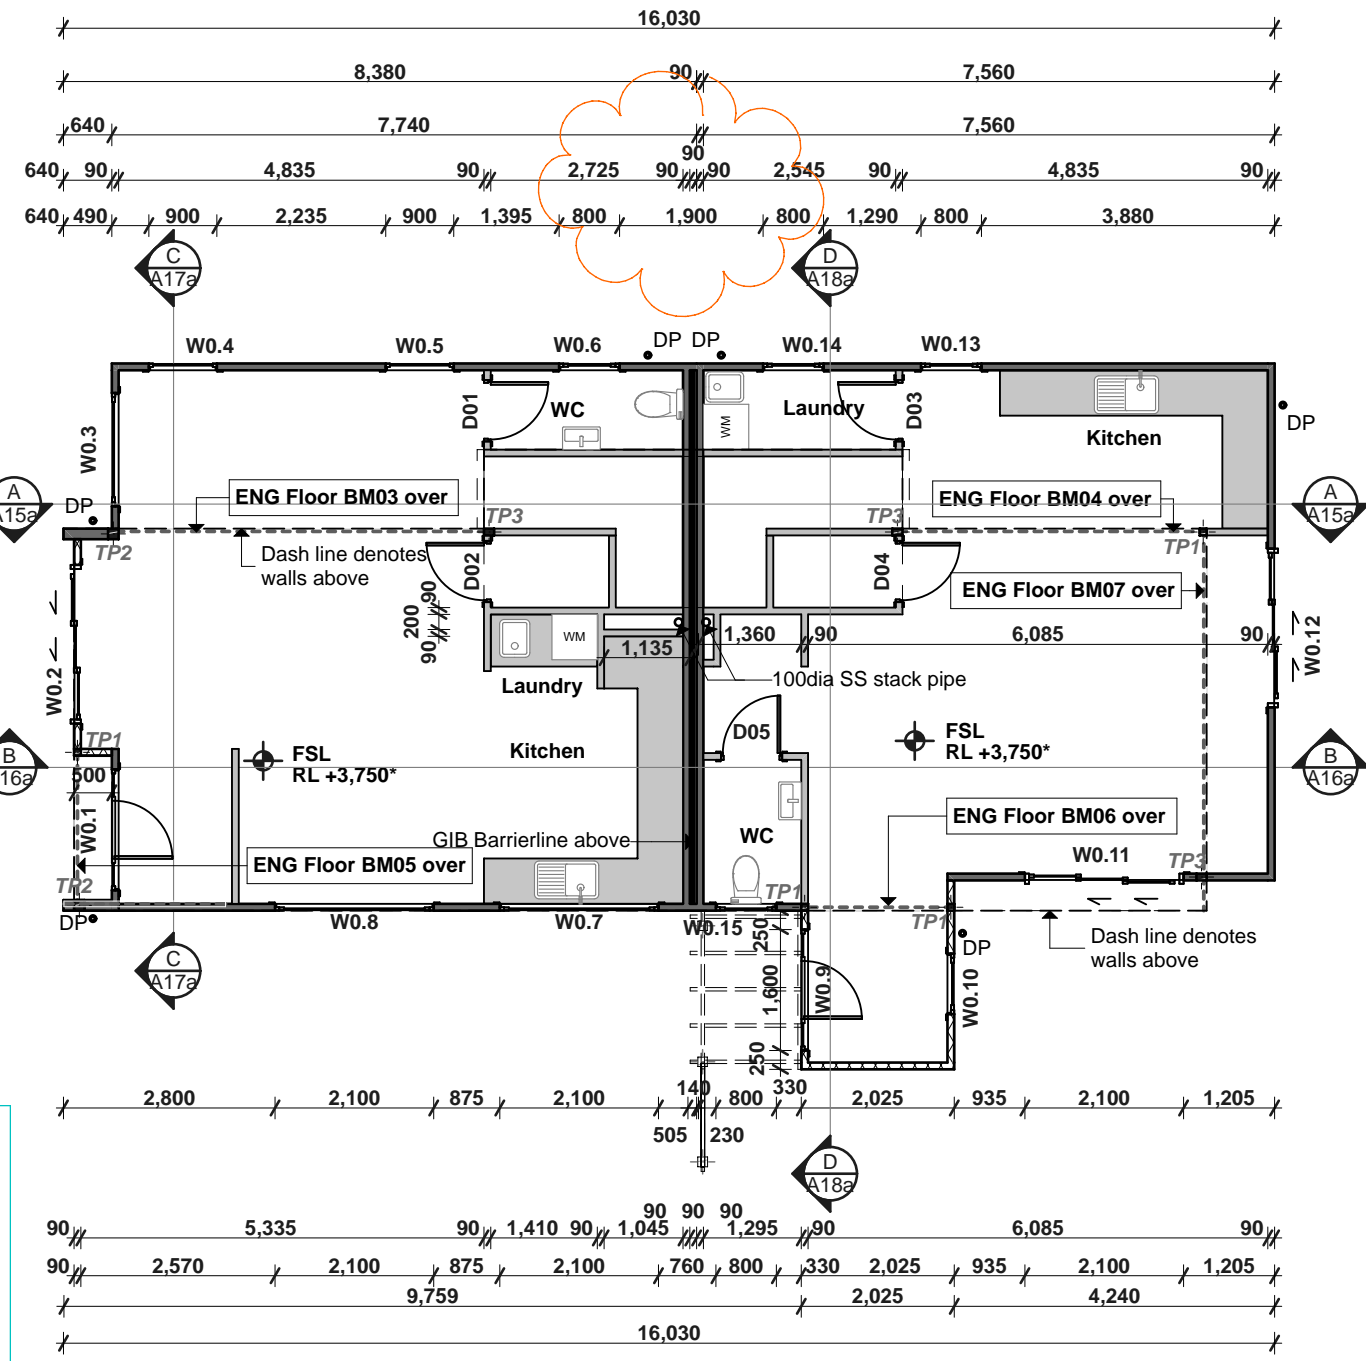 16,030
8,380 90 7,560
640 7,740 7,560
90
640 90 4,835 90 2,725 90 90 2,545 90 4,835 90
640 490 900 2,235 900 1,395 800 1,900 800 1,290 800 3,880
C
A17a
D
A18a
W0.4 W0.5 W0.6 DP DP W0.14 W0.13
D01 WC Laundry D03
WM
Kitchen
DP
W0.3
A
A15a
DP
ENG Floor BM03 over
ENG Floor BM04 over
A
A15a
TP2 TP3 TP3 TP1
Dash line denotes
walls above
D02 D04
ENG Floor BM07 over
90
200
90
WM
1,135 1,360 90 6,085 90
W0.12
W0.2
Laundry
100dia SS stack pipe
TP1
D05
Kitchen
FSL
RL +3,750*
FSL
RL +3,750*
B
16a
500
B
A16a
W0.1
GIB Barrierline above
WC
ENG Floor BM06 over
ENG Floor BM05 over
W0.11
TP2 TP1 TP3
DP W0.8 W0.7 W0.15 TP1
DP
Dash line denotes
walls above
250
1,600
250
W0.9
W0.10
C
A17a
140 330
2,800 2,100 875 2,100 800 2,025 935 2,100 1,205
505 230
D
A18a
90 90 90
90 5,335 90 1,410 90 1,045 1,295 90 6,085 90
90 2,570 2,100 875 2,100 760 800 330 2,025 935 2,100 1,205
9,759 2,025 4,240
16,030